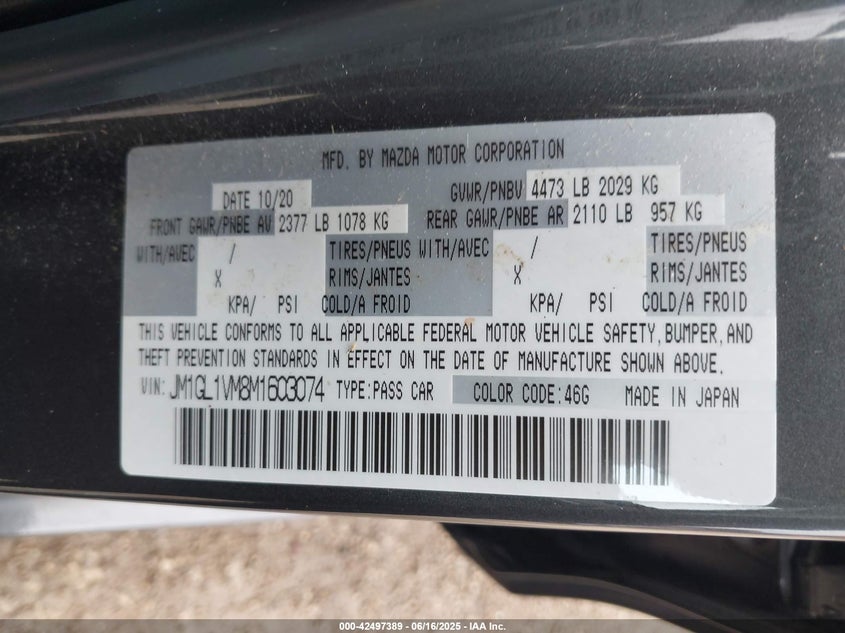 MFD. BY MAZDA MOTOR CORPORATION
DATE 10/20 GVWR/PNBV 4473 LB 2029 KG
FRONT GAWR/PNBE AV 2377 LB 1078 KG REAR GAWR/PNBE AR 2110 LB 957 KG
WITH/AVEC / TIRES/PNEUS WITH/AVEC / TIRES/PNEUS
X RIMS/JANTES X RIMS/JANTES
KPA/ PSI COLD/A FROID KPA/ PSI COLD/A FROID
THIS VEHICLE CONFORMS TO ALL APPLICABLE FEDERAL MOTOR VEHICLE SAFETY, BUMPER, AND
THEFT PREVENTION STANDARDS IN EFFECT ON THE DATE OF MANUFACTURE SHOWN ABOVE.
VIN: JM1GL1VM8M1603074 TYPE:PASS CAR COLOR CODE:46G MADE IN JAPAN
000-42497389 - 06/16/2025 - IAA Inc.